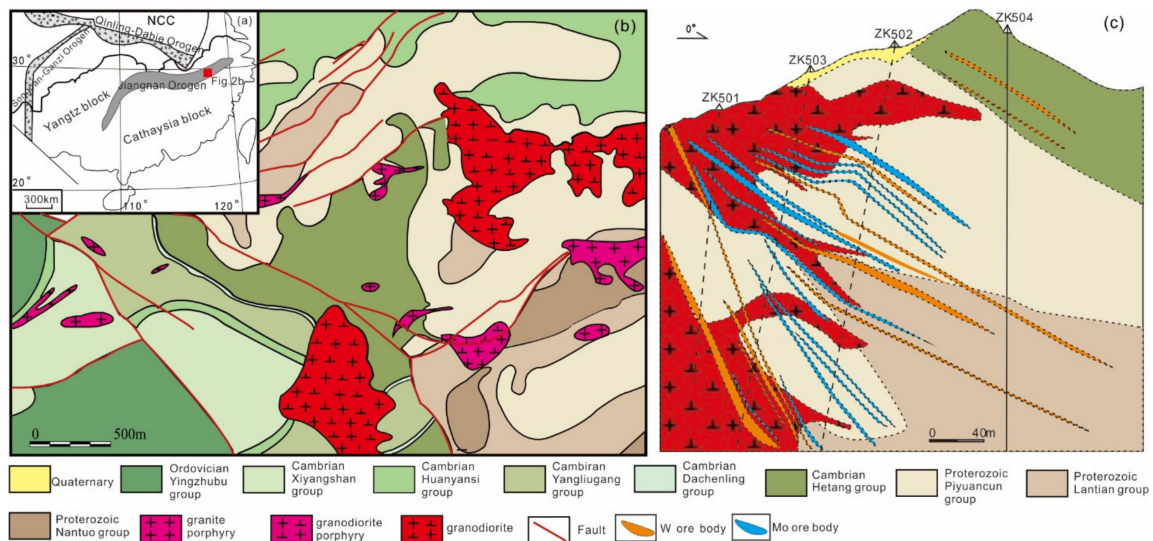 (a)
NCC
Qinling-Dabie Orogen
30°
Songpan-Ganzi Orogen
Fig.2b
Jiangnan Orogen
Yangtz block
Cathaysia block
20°
300km
110°
120°
(b)
0 500m
(c)
0°
ZK504
ZK502
ZK503
ZK501
0 40m
Quaternary
Ordovician
Yingzhubu
group
Cambrian
Xiyangshan
group
Cambrian
Huanyansi
group
Cambiran
Yangliugang
group
Cambrian
Dachenling
group
Cambrian
Hetang group
Proterozoic
Piyuancun
group
Proterozoic
Lantian group
Proterozoic
Nantuo group
granite
porphyry
granodiorite
porphyry
granodiorite
Fault
W ore body
Mo ore body